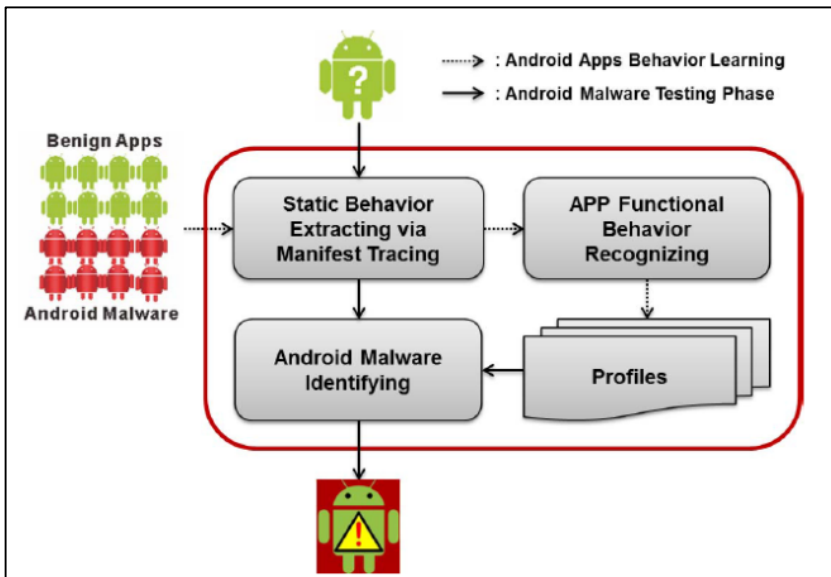 ?
: Android Apps Behavior Learning
: Android Malware Testing Phase
Benign Apps
Android Malware
Static Behavior
Extracting via
Manifest Tracing
APP Functional
Behavior
Recognizing
Android Malware
Identifying
Profiles
!